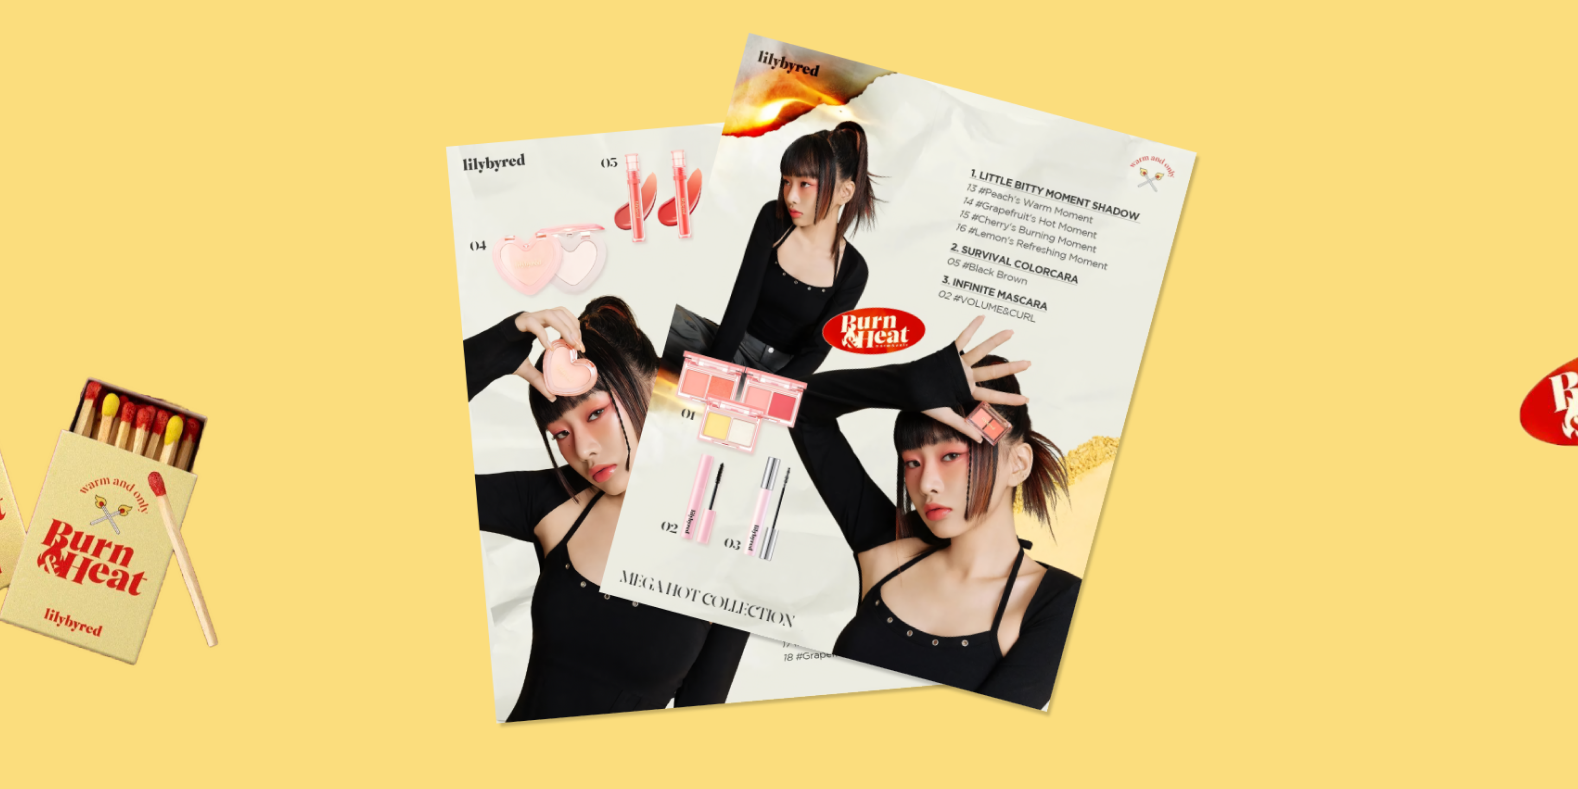 lilybyred
05
04
lilybyred
warm and only
1. LITTLE BITTY MOMENT SHADOW
13 #Peach's Warm Moment
14 #Grapefruit's Hot Moment
15 #Cherry's Burning Moment
16 #Lemon's Refreshing Moment
2. SURVIVAL COLORCARA
05 #Black Brown
3. INFINITE MASCARA
02 #VOLUME&CURL
Burn
&Heat
01
02
lilybyred
03
lilybyred
MEGA HOT COLLECTION
18
warm and only
Burn
&Heat
lilybyred